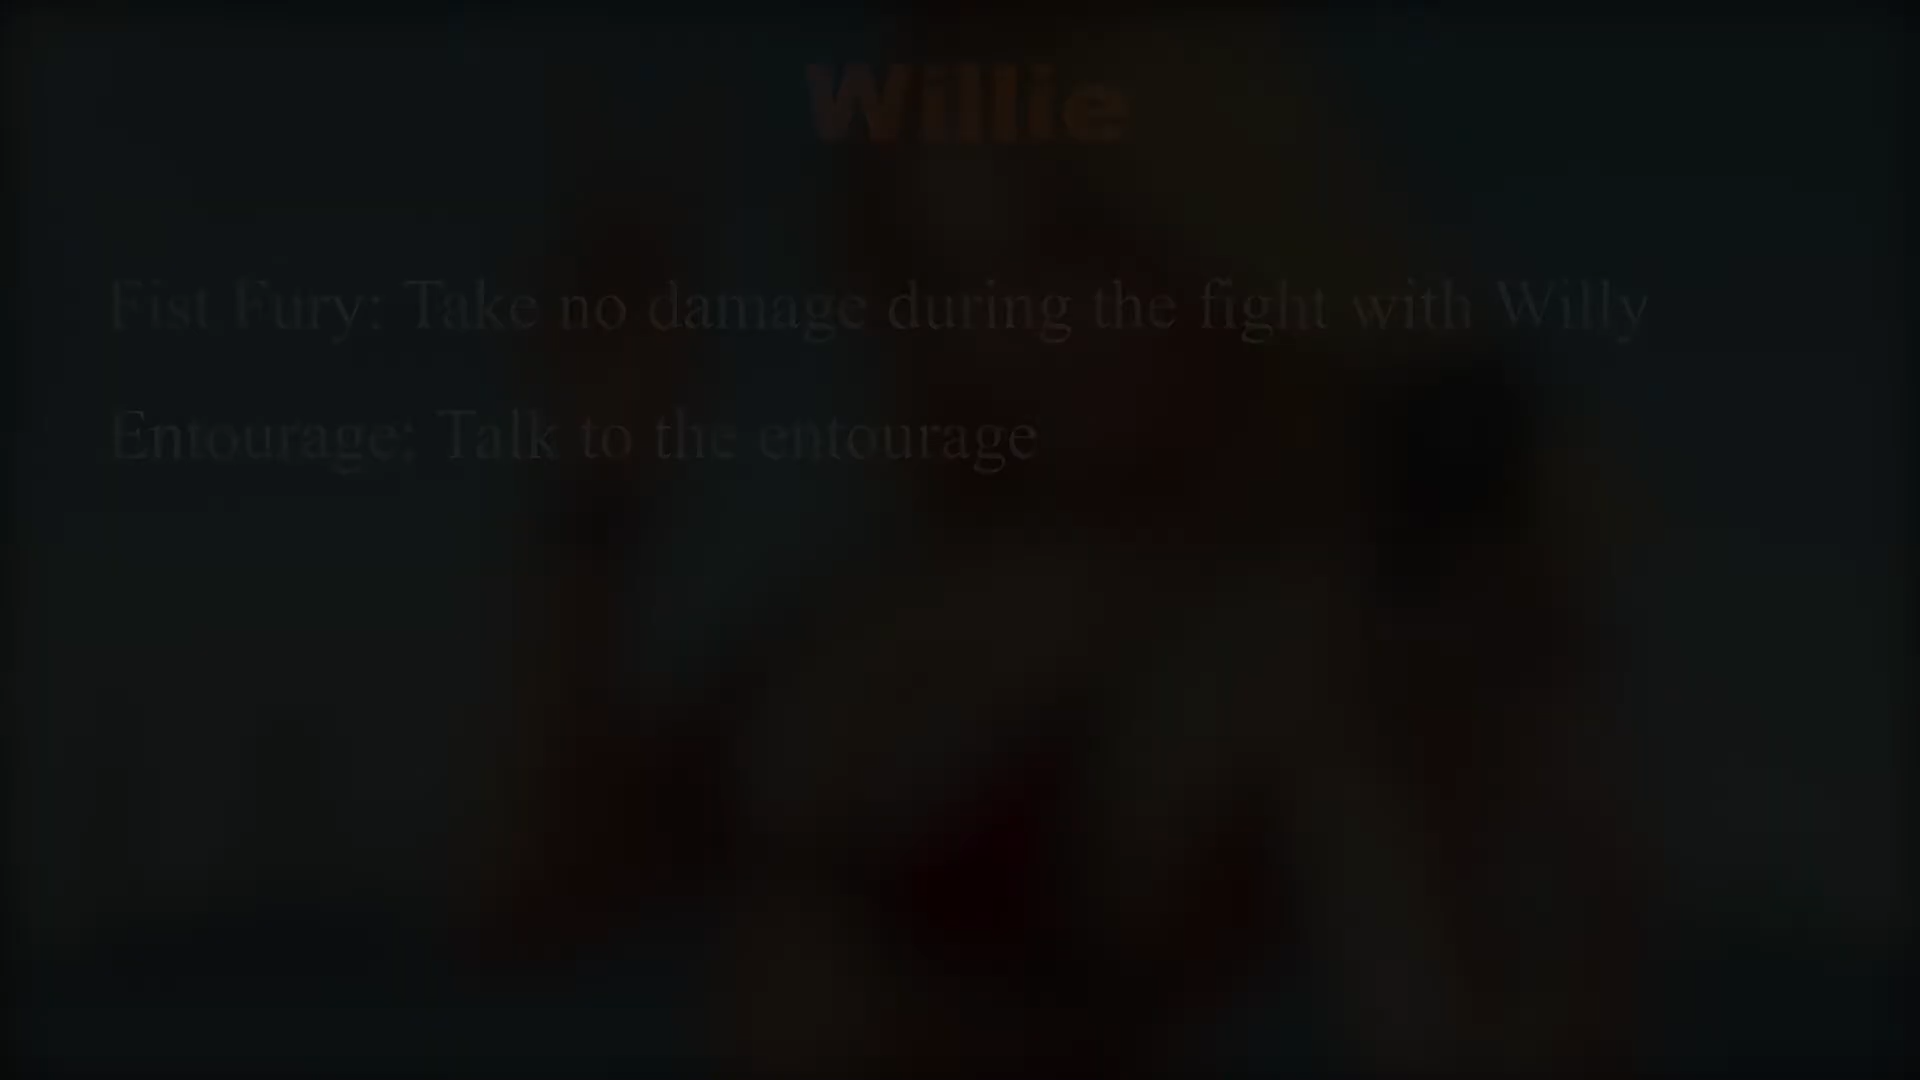 Willie
Fist Fury: Take no damage during the fight with Willy
Entourage: Talk to the entourage